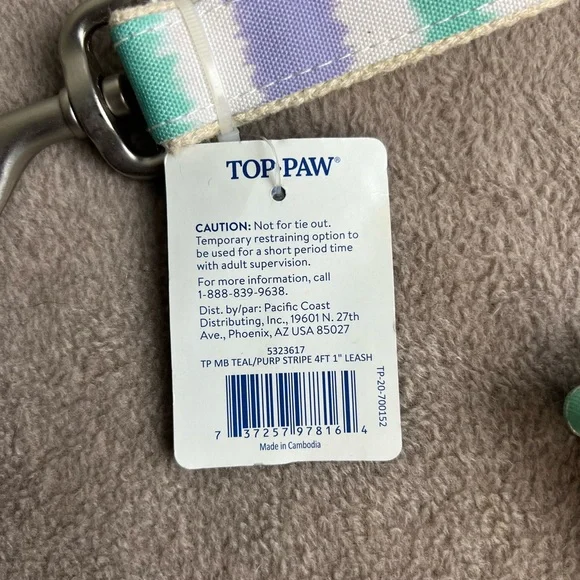 TOP PAW®
CAUTION: Not for tie out.
Temporary restraining option to
be used for a short period time
with adult supervision.
For more information, call
1-888-839-9638.
Dist. by/par: Pacific Coast
Distributing, Inc., 19601 N. 27th
Ave., Phoenix, AZ USA 85027
5323617
TP MB TEAL/PURP STRIPE 4FT 1" LEASH
7 37257 97816 4
Made in Cambodia
TP-20-700152